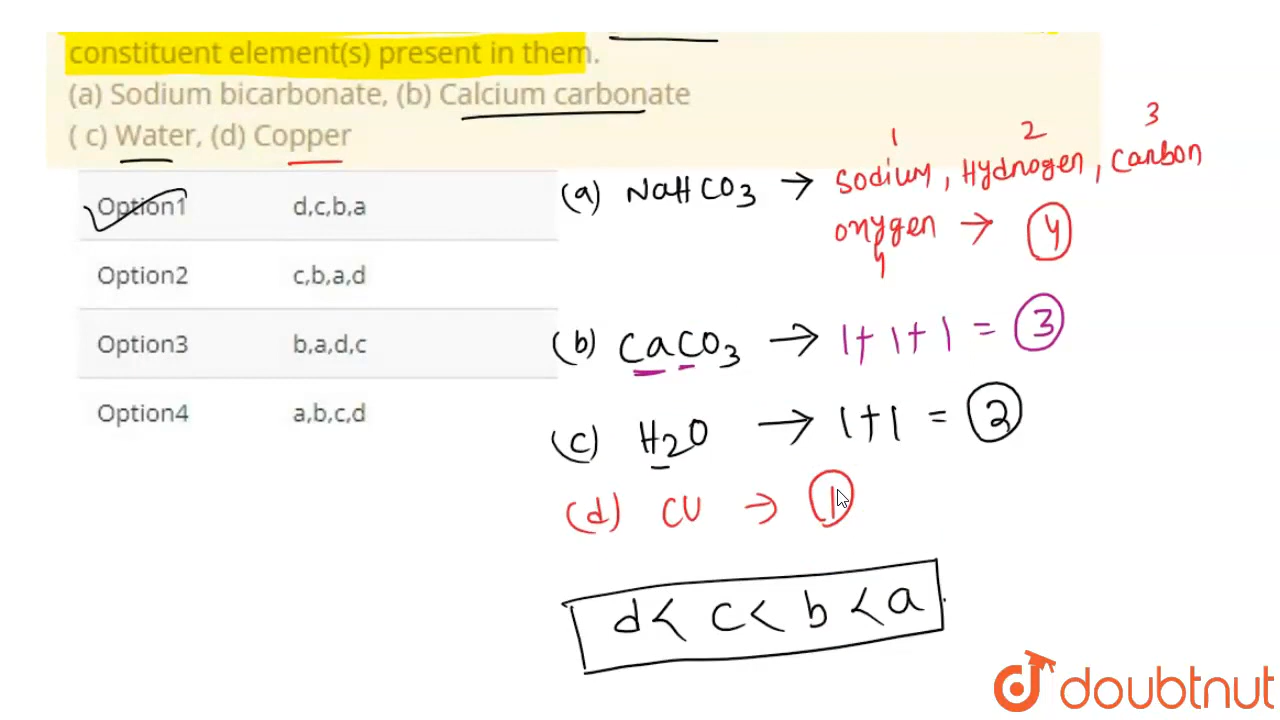 constituent element(s) present in them.
(a) Sodium bicarbonate, (b) Calcium carbonate
( c) Water, (d) Copper
Option1 d,c,b,a
Option2 c,b,a,d
Option3 b,a,d,c
Option4 a,b,c,d
1 2 3
(a) NaHCO3 → Sodium, Hydrogen, Carbon
oxygen → 4
4
(b) CaCO3 → 1+1+1 = 3
(c) H2O → 1+1 = 2
(d) CU → 1
d< c< b <a
doubtnut